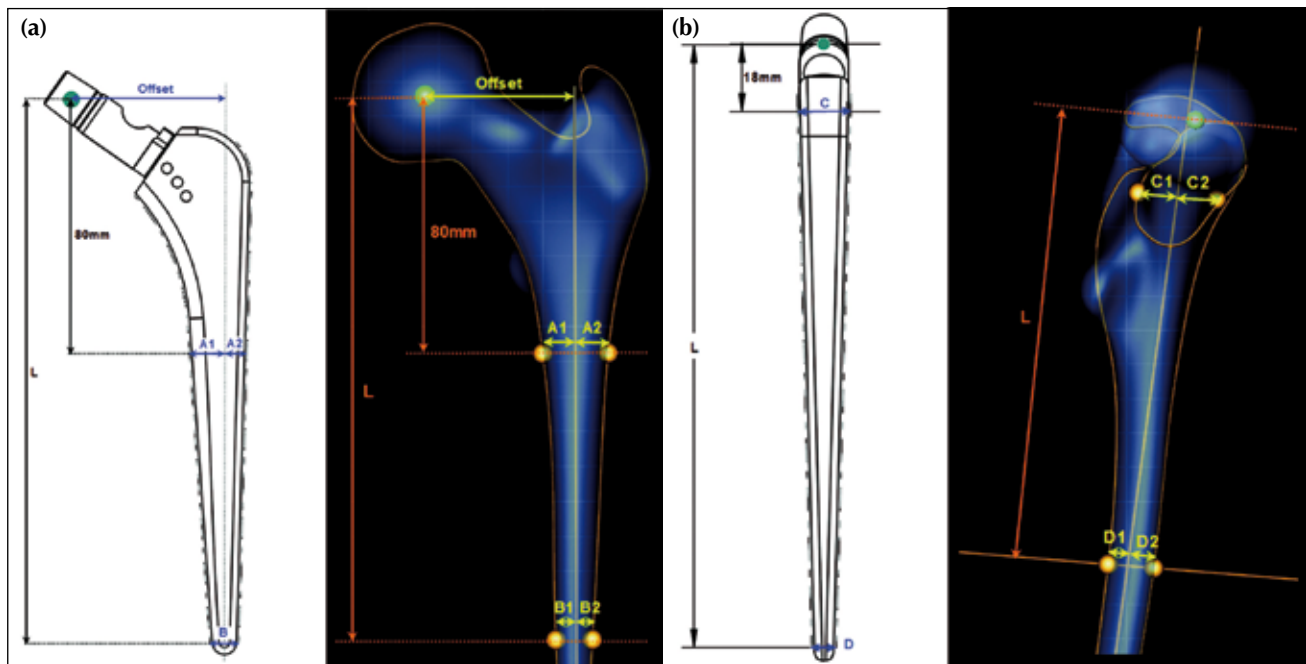 (a)
Offset
80mm
L
A1 A2
B
Offset
80mm
L
A1 A2
B1 B2
(b)
18mm
C
L
D
C1 C2
L
D1 D2